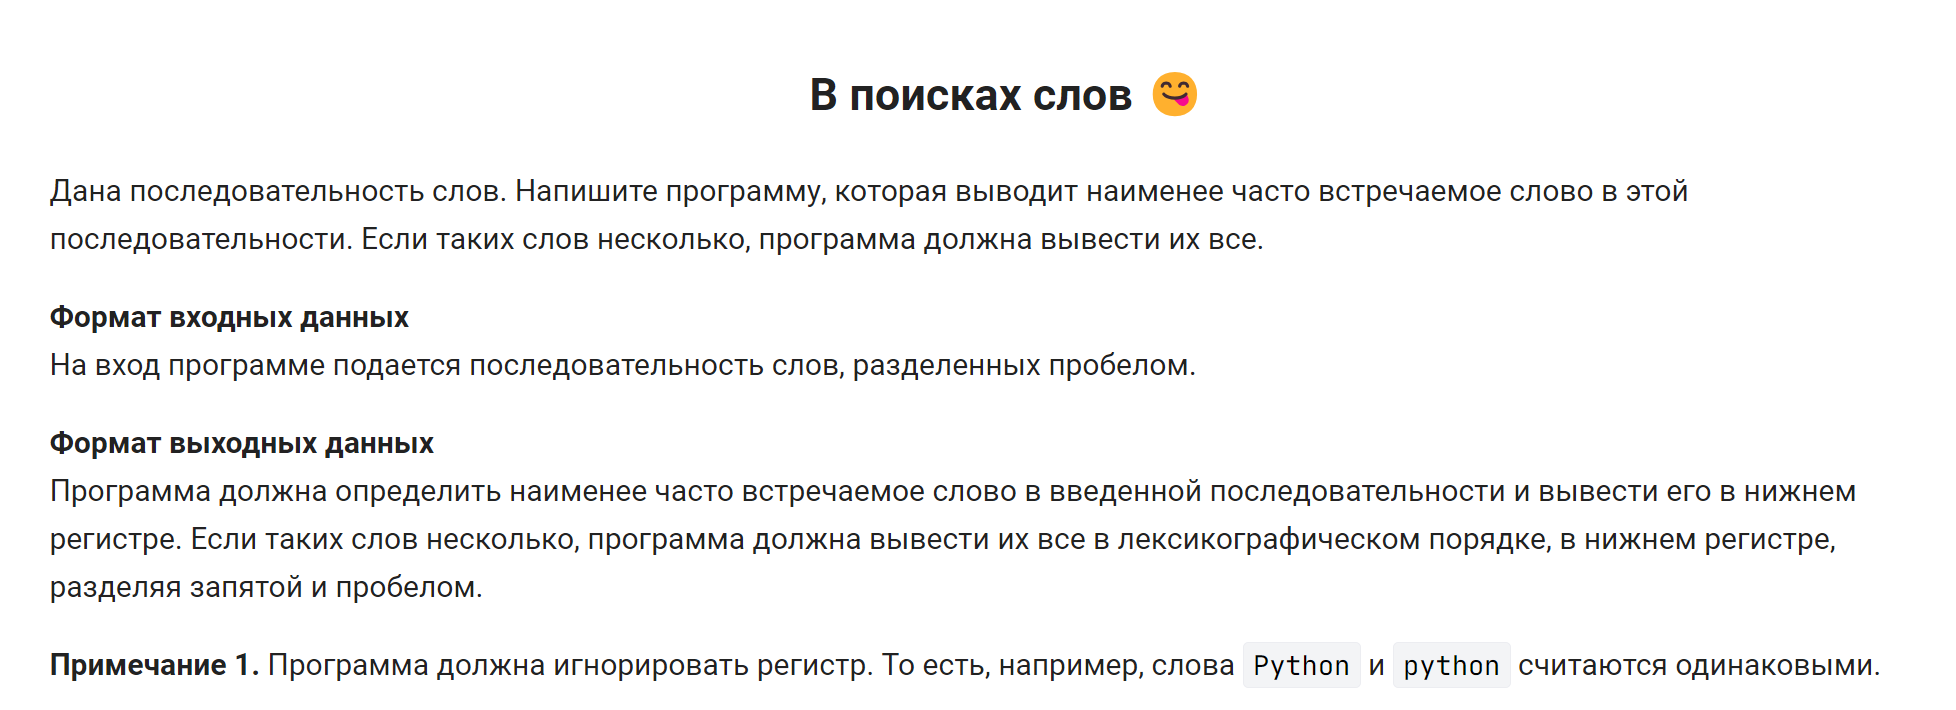 В поисках слов 😋
Дана последовательность слов. Напишите программу, которая выводит наименее часто встречаемое слово в этой
последовательности. Если таких слов несколько, программа должна вывести их все.
Формат входных данных
На вход программе подается последовательность слов, разделенных пробелом.
Формат выходных данных
Программа должна определить наименее часто встречаемое слово в введенной последовательности и вывести его в нижнем
регистре. Если таких слов несколько, программа должна вывести их все в лексикографическом порядке, в нижнем регистре,
разделяя запятой и пробелом.
Примечание 1. Программа должна игнорировать регистр. То есть, например, слова Python и python считаются одинаковыми.